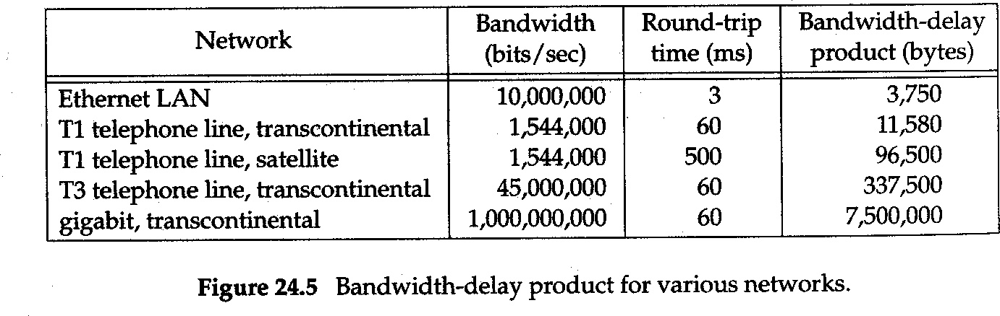 Network Bandwidth (bits/sec) Round-trip time (ms) Bandwidth-delay product (bytes)
Ethernet LAN 10,000,000 3 3,750
T1 telephone line, transcontinental 1,544,000 60 11,580
T1 telephone line, satellite 1,544,000 500 96,500
T3 telephone line, transcontinental 45,000,000 60 337,500
gigabit, transcontinental 1,000,000,000 60 7,500,000
Figure 24.5 Bandwidth-delay product for various networks.